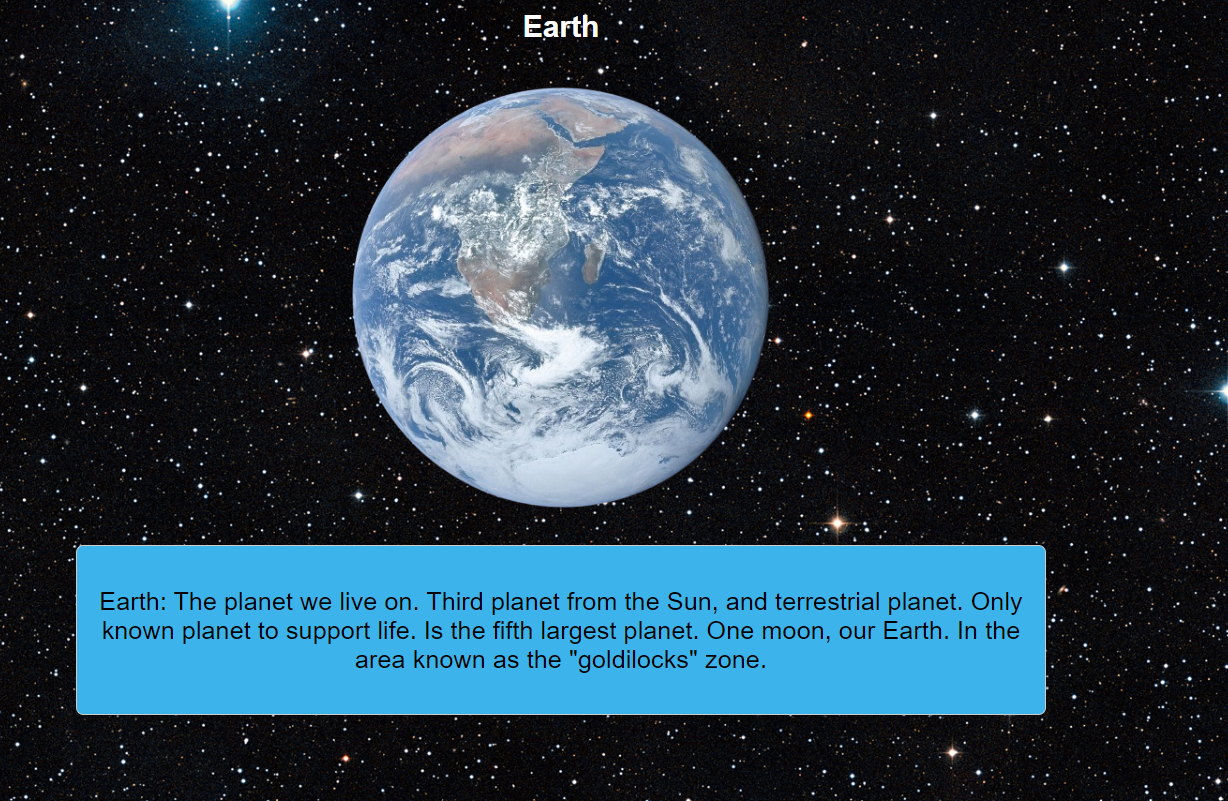 Earth
Earth: The planet we live on. Third planet from the Sun, and terrestrial planet. Only
known planet to support life. Is the fifth largest planet. One moon, our Earth. In the
area known as the "goldilocks" zone.